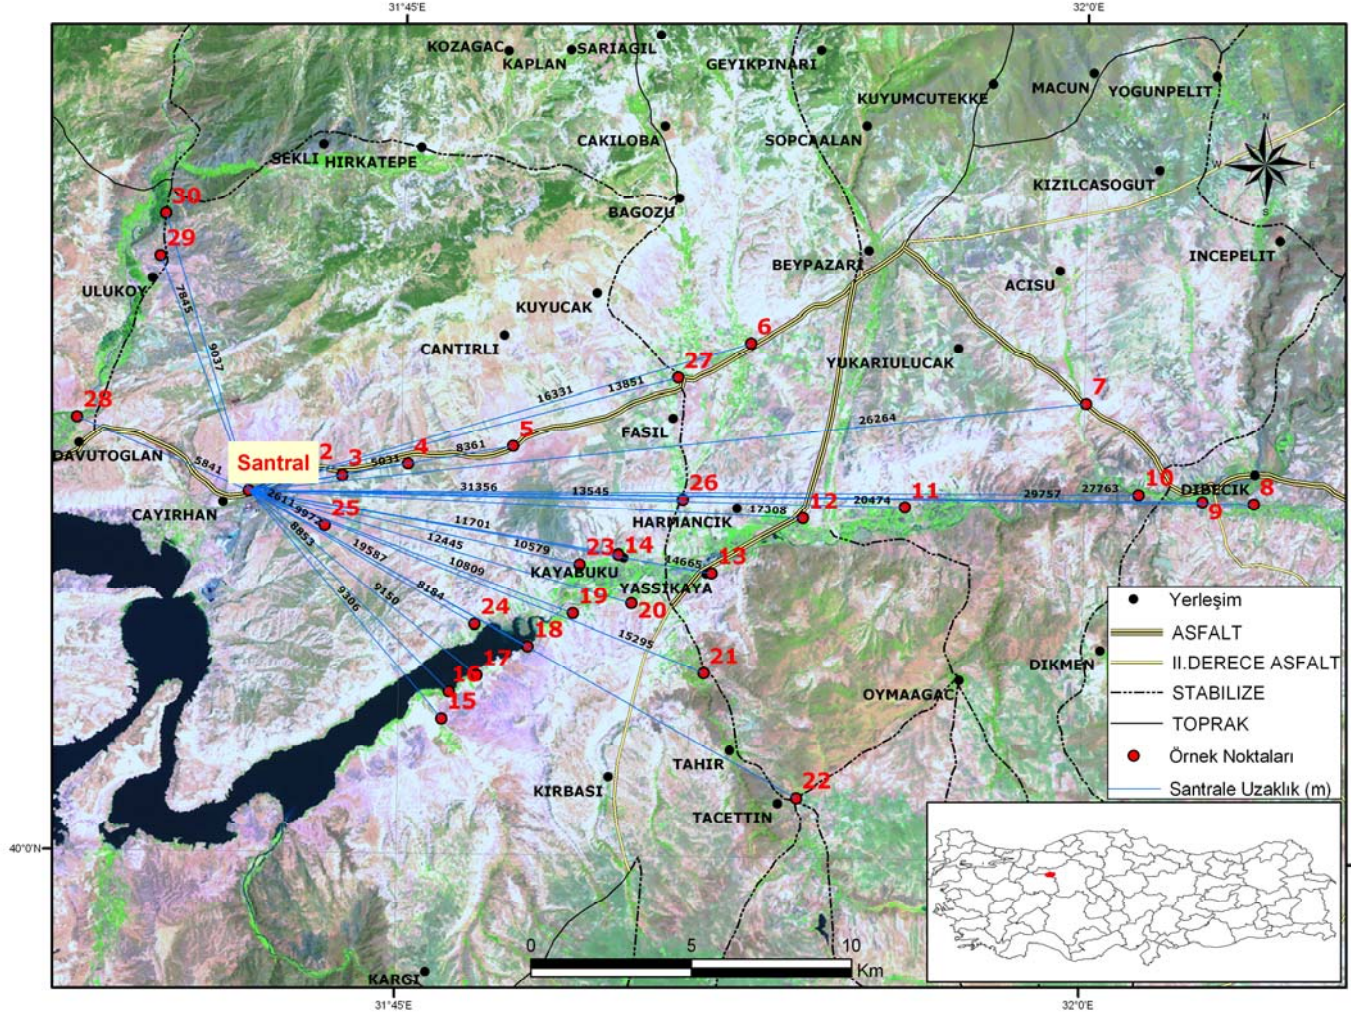 31°45'E
32°0'E
KOZAGAC
KAPLAN
SARIAGIL
GEYIKPINARI
KUYUMCUTEKKE
MACUN
YOGUNPELIT
SEKLI
HIRKATEPE
CAKILOBA
SOPCAALAN
KIZILCASOGUT
N
W
E
S
30
BAGOZU
29
BEYPAZARI
INCEPELIT
ULUKOY
7845
KUYUCAK
ACISU
9037
CANTIRLI
6
YUKARIULUCAK
27
16331
13851
7
28
26264
FASIL
5
DAVUTOGLAN
5841
Santral
2
3
4
5031
8361
CAYIRHAN
31356
13545
26
HARMANCIK
17308
12
20474
11
29757
27763
10
DIBECIK
8
9
2611
9972
25
8853
19587
11701
12445
10579
10809
23
14
14665
13
KAYABUKU
YASSIKAYA
9306
9150
8184
24
19
20
18
15295
21
17
16
15
Yerleşim
ASFALT
II.DERECE ASFALT
STABILIZE
TOPRAK
Örnek Noktaları
Santrale Uzaklık (m)
DIKMEN
OYMAAGAC
TAHIR
KIRBASI
22
TACETTIN
40°0'N
0
5
10
Km
KARGI
31°45'E
32°0'E